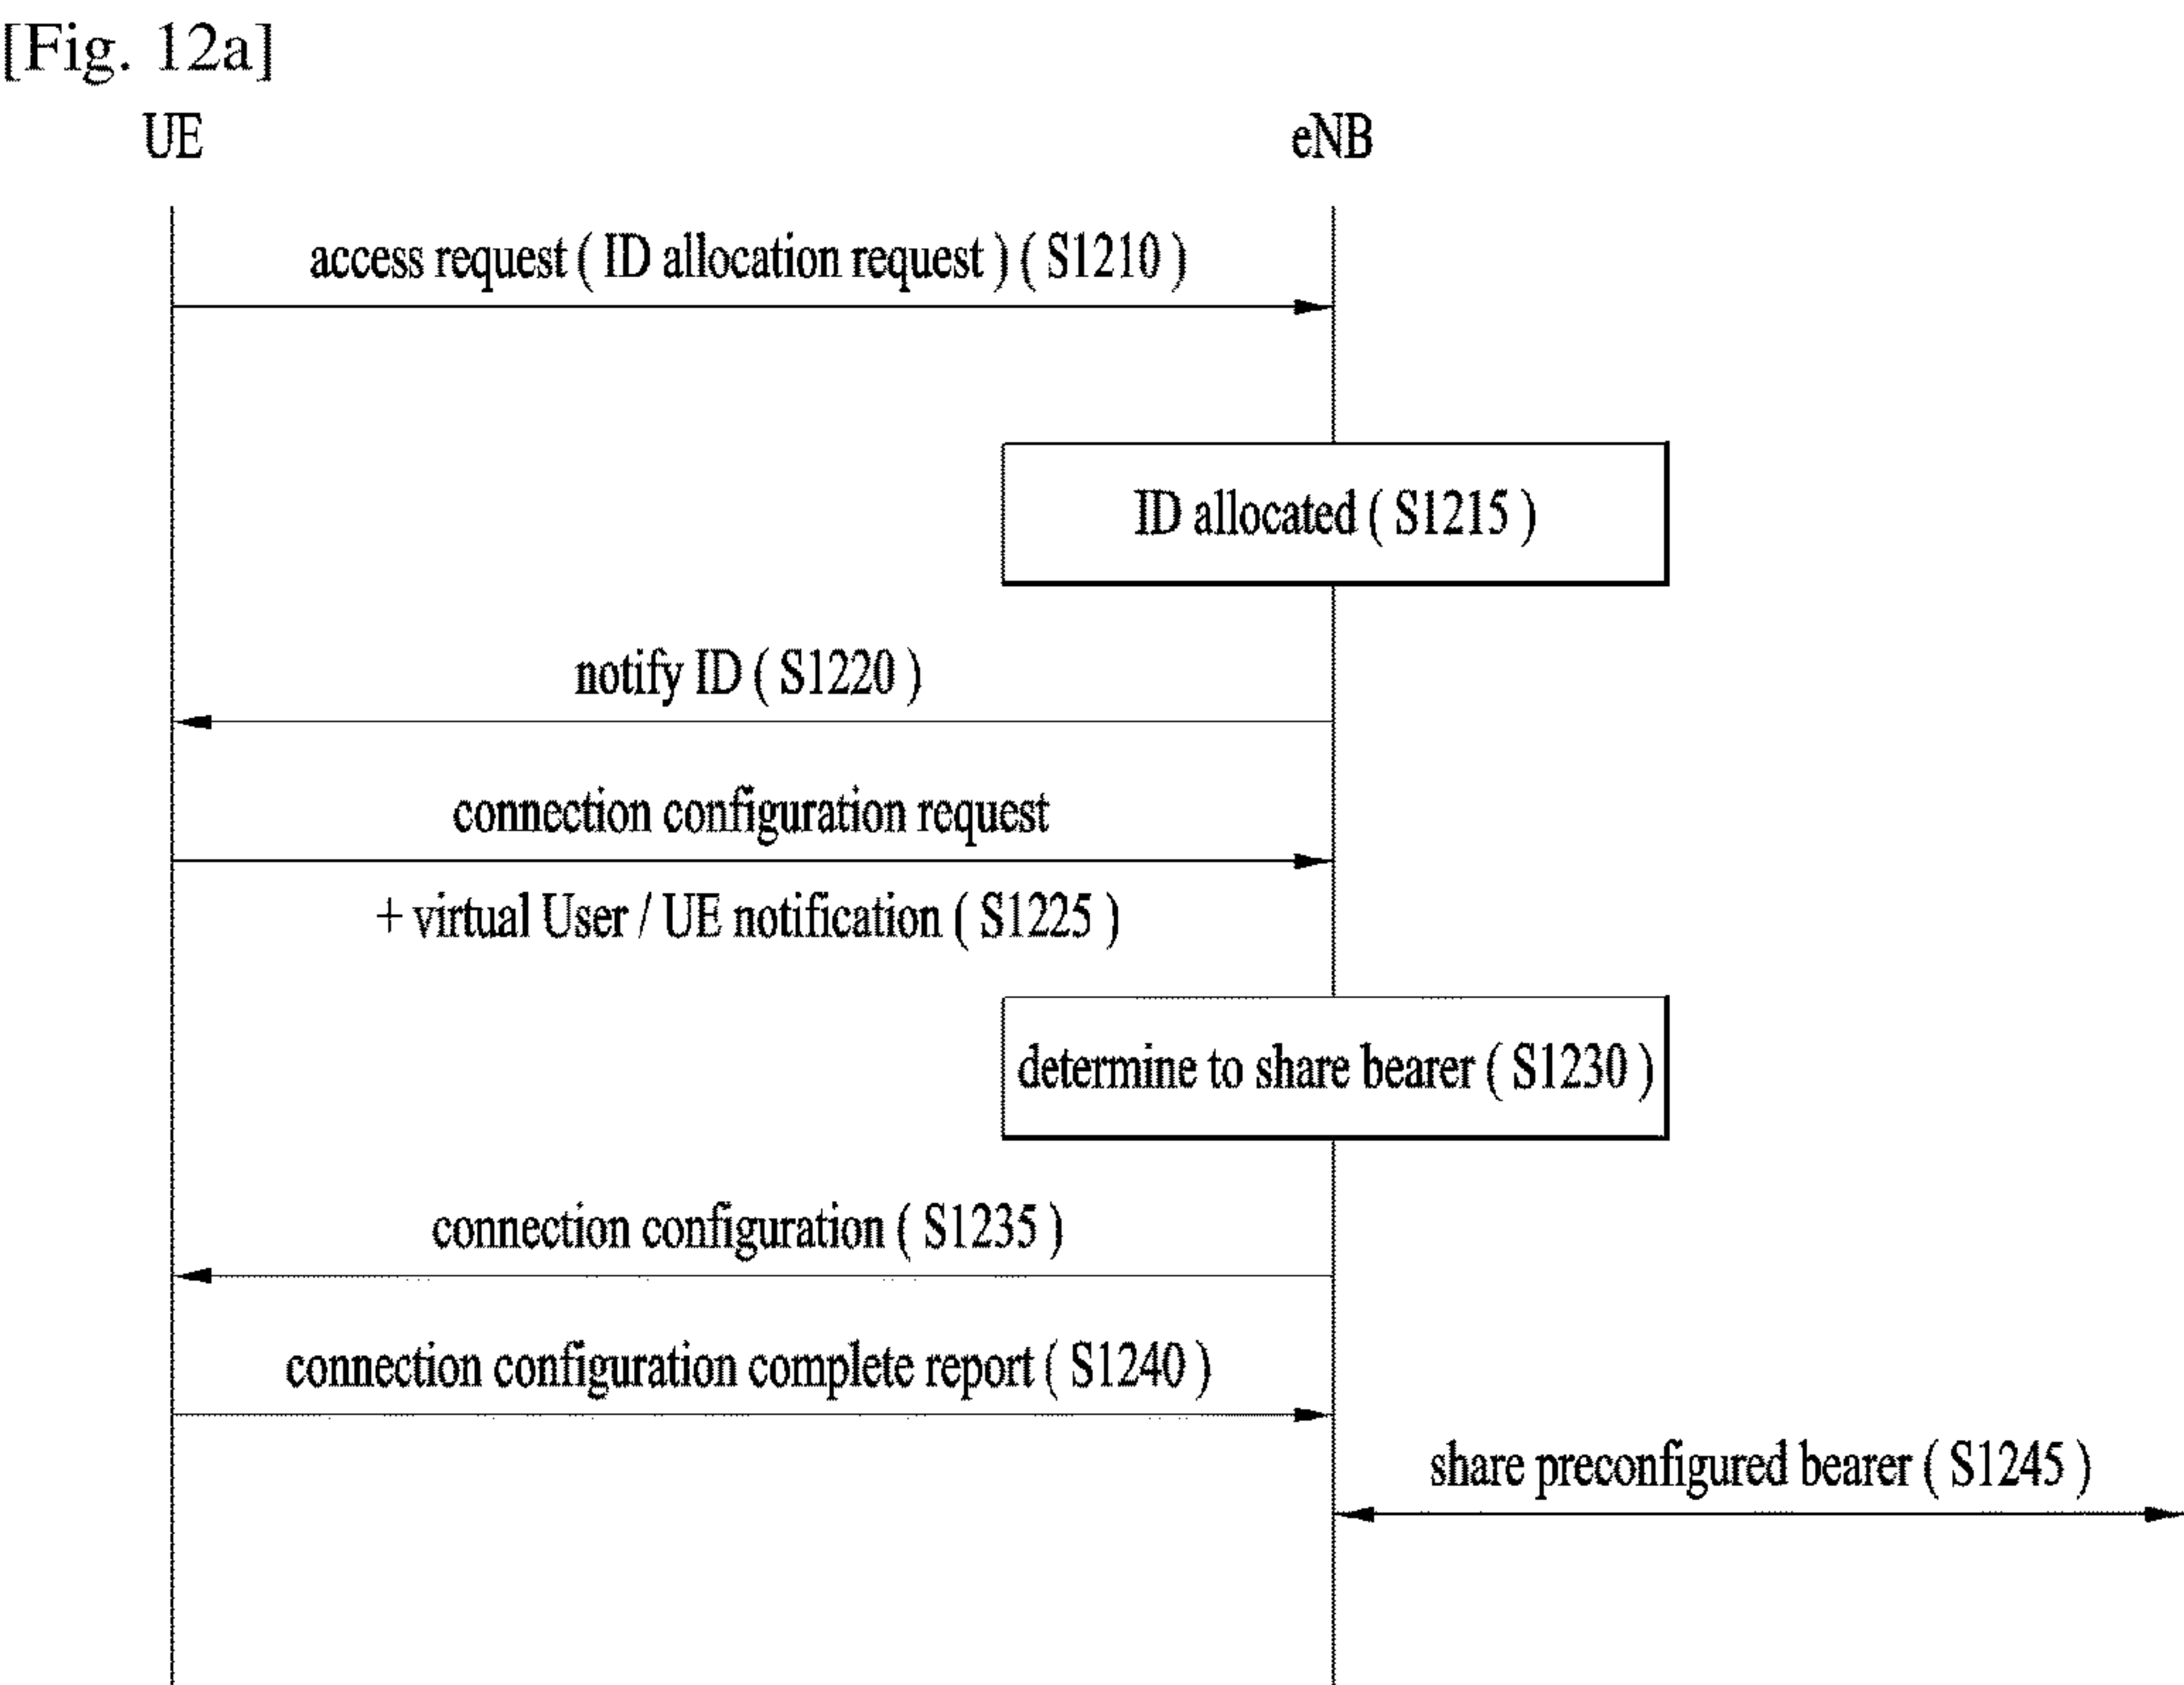 [Fig. 12a]
UE
eNB
access request ( ID allocation request ) ( S1210 )
ID allocated ( S1215 )
notify ID ( S1220 )
connection configuration request
+ virtual User / UE notification ( S1225 )
determine to share bearer ( S1230 )
connection configuration ( S1235 )
connection configuration complete report ( S1240 )
share preconfigured bearer ( S1245 )